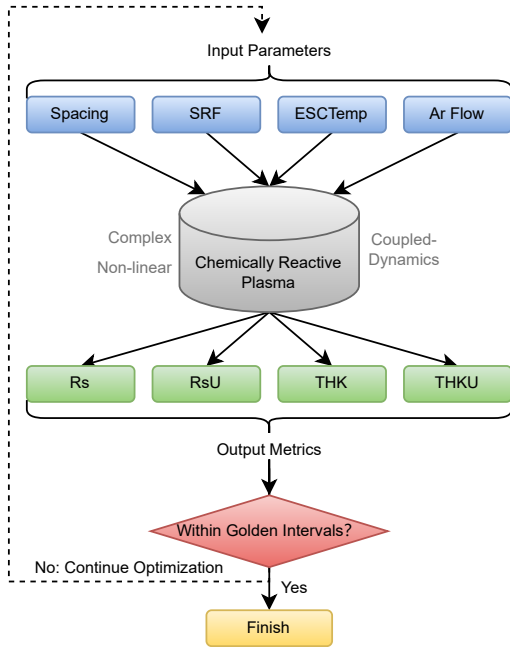 Input Parameters
Spacing
SRF
ESCTemp
Ar Flow
Complex
Non-linear
Chemically Reactive
Plasma
Coupled-
Dynamics
Rs
RsU
THK
THKU
Output Metrics
Within Golden Intervals?
No: Continue Optimization
Yes
Finish